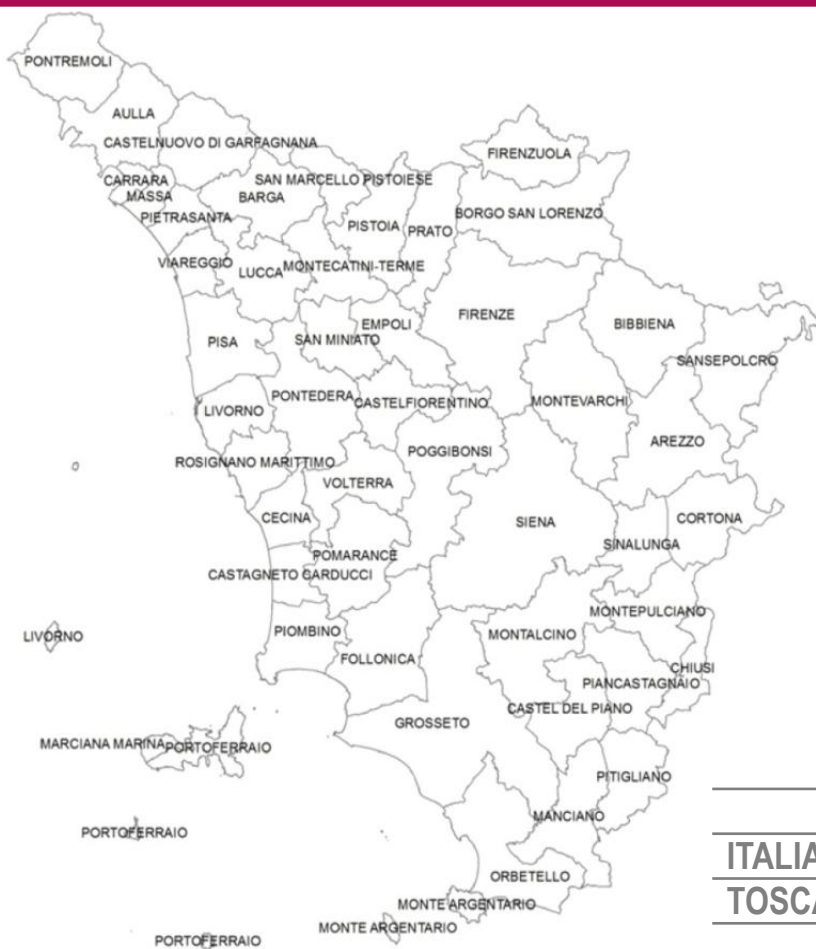 PONTREMOLI
AULLA
CASTELNUOVO DI GARFAGNANA
FIRENZUOLA
CARRARA
SAN MARCELLO PISTOIESE
MASSA
BARGA
PIETRASANTA
PISTOIA
PRATO
BORGO SAN LORENZO
VIAREGGIO
LUCCA
MONTECATINI-TERME
FIRENZE
EMPOLI
BIBBIENA
PISA
SAN MINIATO
SANSEPOLCRO
PONTEDERA
CASTELFIORENTINO
MONTEVARCHI
LIVORNO
AREZZO
POGGIBONSI
ROSIGNANO MARITTIMO
VOLTERRA
CECINA
SIENA
CORTONA
SINALUNGA
POMARANCE
CASTAGNETO CARDUCCI
MONTEPULCIANO
LIVORNO
PIOMBINO
MONTALCINO
FOLLONICA
CHIUSI
PIANCASTAGNAIO
CASTEL DEL PIANO
GROSSETO
MARCIANA MARINA
PORTOFERRAIO
PITIGLIANO
MANCIANO
PORTOFERRAIO
ITALIA
ORBETELLO
TOSCA
MONTE ARGENTARIO
MONTE ARGENTARIO
PORTOFERRAIO